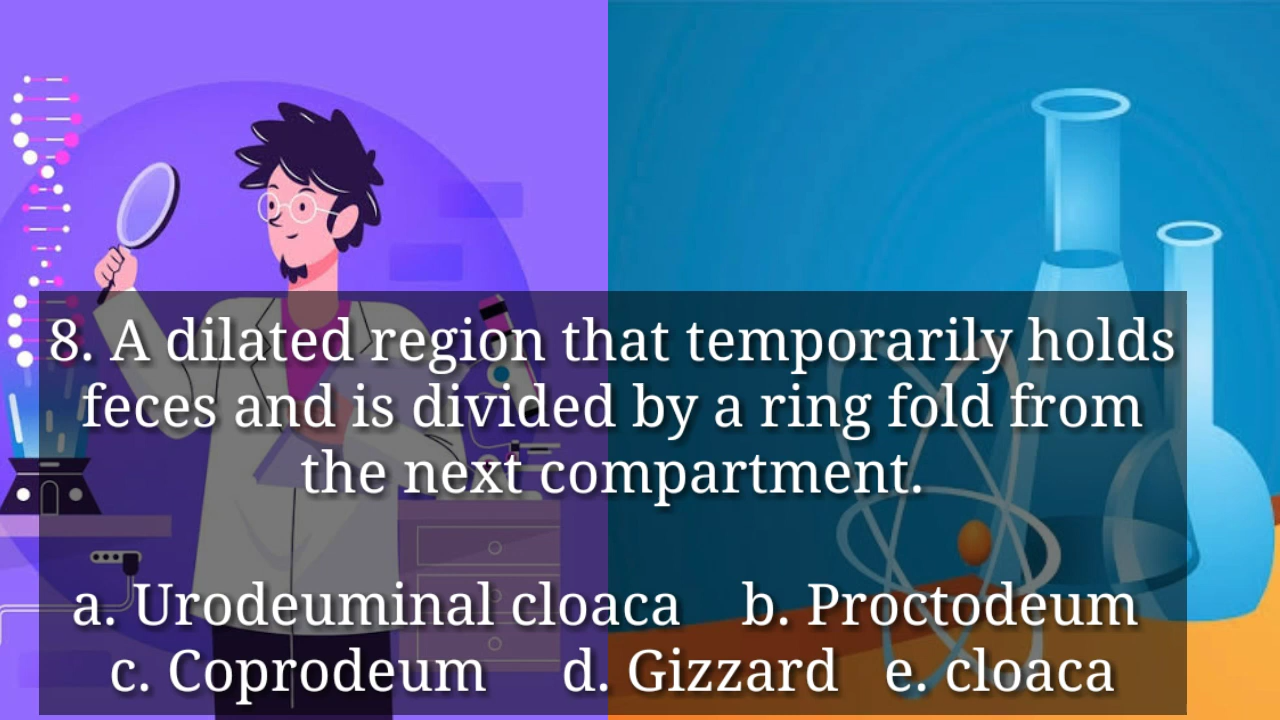 8. A dilated region that temporarily holds
feces and is divided by a ring fold from
the next compartment.
a. Urodeuminal cloaca b. Proctodeum
c. Coprodeum d. Gizzard e. cloaca